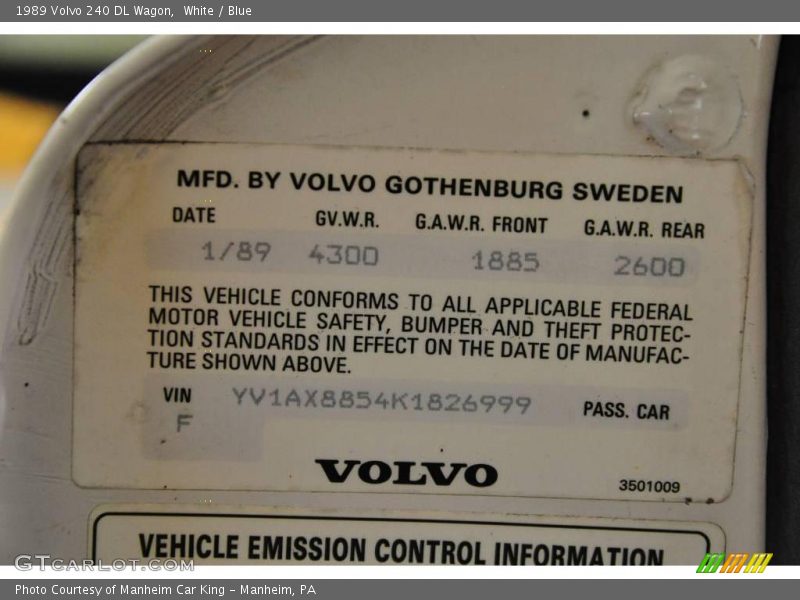 1989 Volvo 240 DL Wagon, White / Blue
MFD. BY VOLVO GOTHENBURG SWEDEN
DATE GV.W.R. G.A.W.R. FRONT G.A.W.R. REAR
1/89 4300 1885 2600
THIS VEHICLE CONFORMS TO ALL APPLICABLE FEDERAL
MOTOR VEHICLE SAFETY, BUMPER AND THEFT PROTEC-
TION STANDARDS IN EFFECT ON THE DATE OF MANUFAC-
TURE SHOWN ABOVE.
VIN YV1AX8854K1826999 PASS. CAR
F
VOLVO
3501009
VEHICLE EMISSION CONTROL INFORMATION
GTCARLOT.COM
Photo Courtesy of Manheim Car King - Manheim, PA